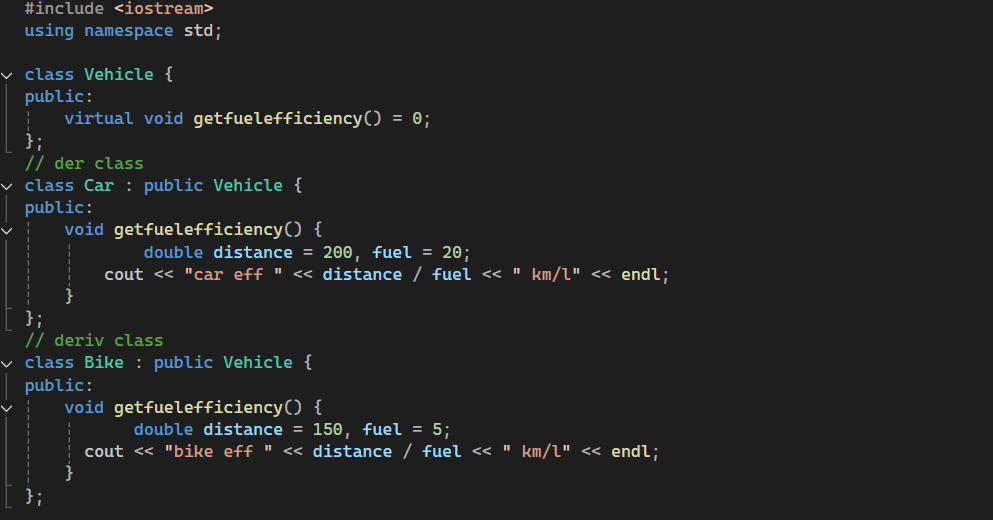 #include <iostream>
using namespace std;
class Vehicle {
public:
    virtual void getfuelefficiency() = 0;
};
// der class
class Car : public Vehicle {
public:
    void getfuelefficiency() {
            double distance = 200, fuel = 20;
        cout << "car eff " << distance / fuel << " km/l" << endl;
    }
};
// deriv class
class Bike : public Vehicle {
public:
    void getfuelefficiency() {
           double distance = 150, fuel = 5;
      cout << "bike eff " << distance / fuel << " km/l" << endl;
    }
};